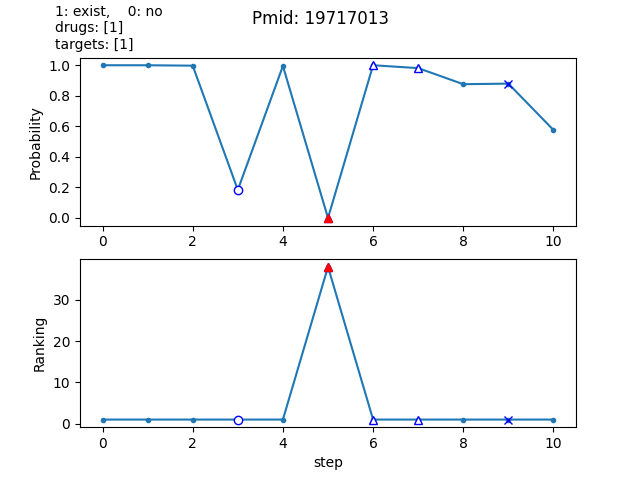 1: exist,    0: no
drugs: [1]
targets: [1]
Pmid: 19717013
Probability
1.0
0.8
0.6
0.4
0.2
0.0
0 2 4 6 8 10
Ranking
30
20
10
0
0 2 4 6 8 10
step